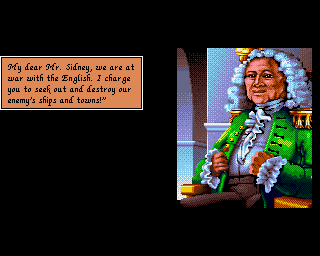 My dear Mr. Sidney, we are at
war with the English. I charge
you to seek out and destroy our
enemy's ships and towns!"